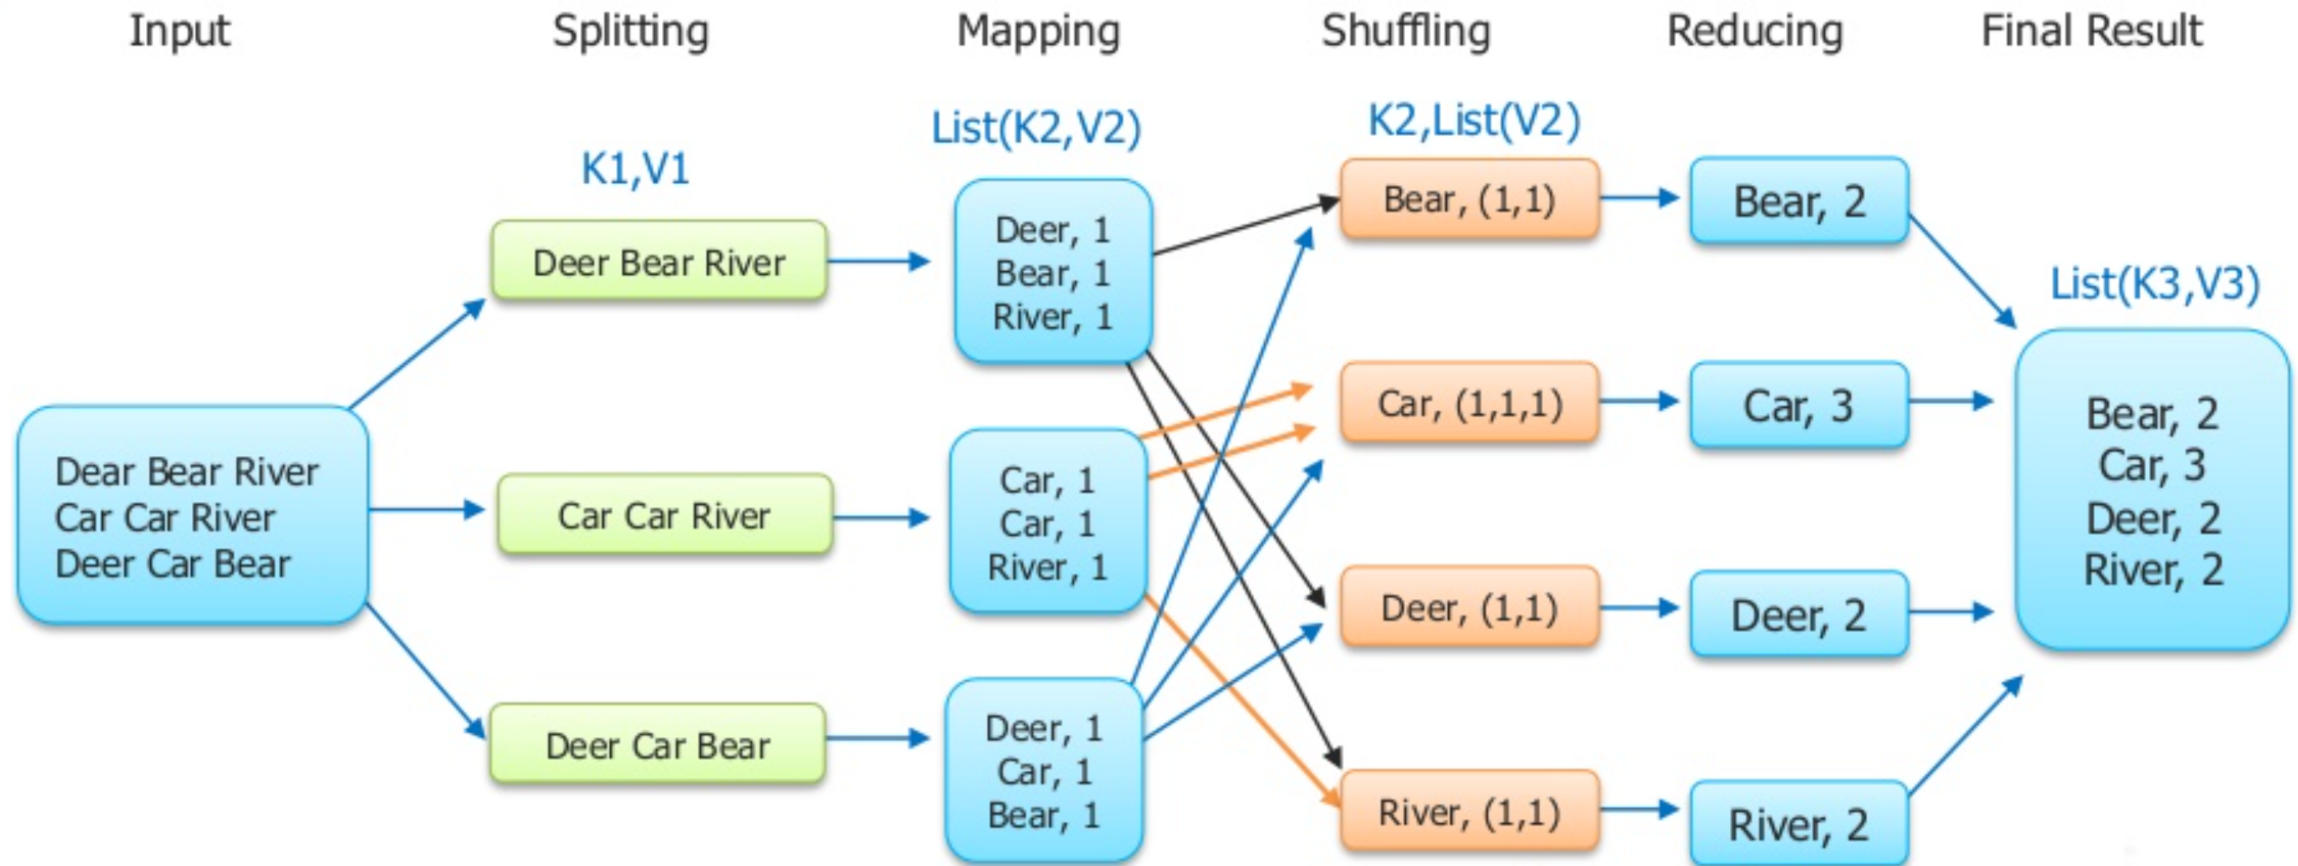 Input
Splitting
Mapping
Shuffling
Reducing
Final Result
Dear Bear River
Car Car River
Deer Car Bear
K1,V1
Deer Bear River
Car Car River
Deer Car Bear
List(K2,V2)
Deer, 1
Bear, 1
River, 1
Car, 1
Car, 1
River, 1
Deer, 1
Car, 1
Bear, 1
K2,List(V2)
Bear, (1,1)
Car, (1,1,1)
Deer, (1,1)
River, (1,1)
Bear, 2
Car, 3
Deer, 2
River, 2
List(K3,V3)
Bear, 2
Car, 3
Deer, 2
River, 2